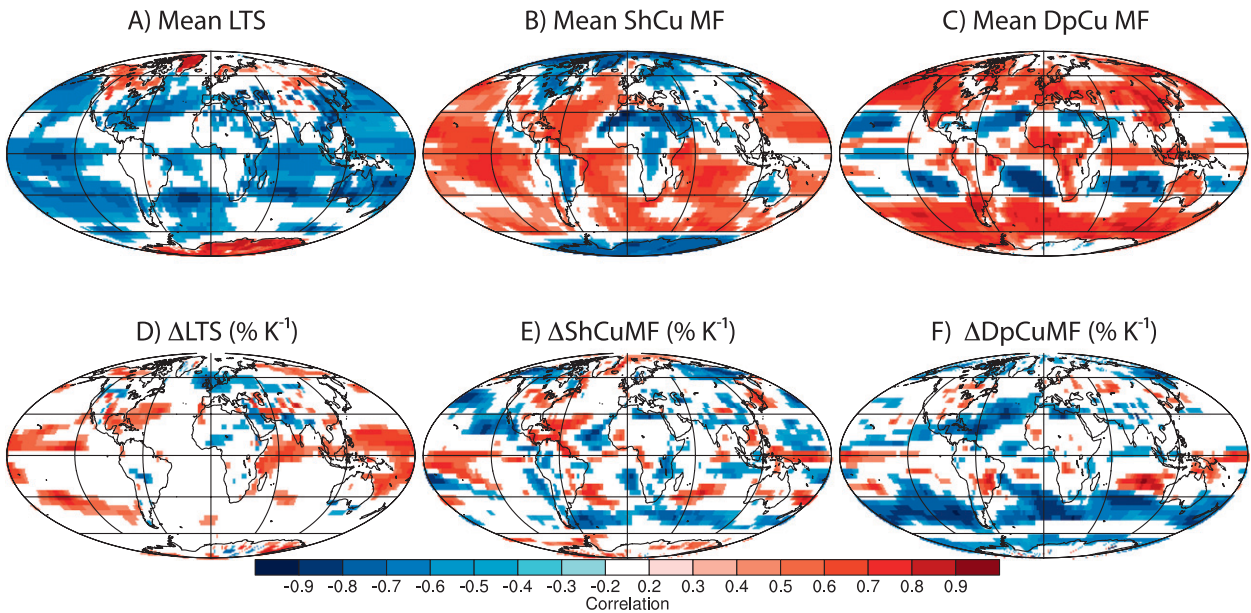 A) Mean LTS
B) Mean ShCu MF
C) Mean DpCu MF
D) ΔLTS (% K⁻¹)
E) ΔShCuMF (% K⁻¹)
F) ΔDpCuMF (% K⁻¹)
-0.9 -0.8 -0.7 -0.6 -0.5 -0.4 -0.3 -0.2 0.2 0.3 0.4 0.5 0.6 0.7 0.8 0.9
Correlation